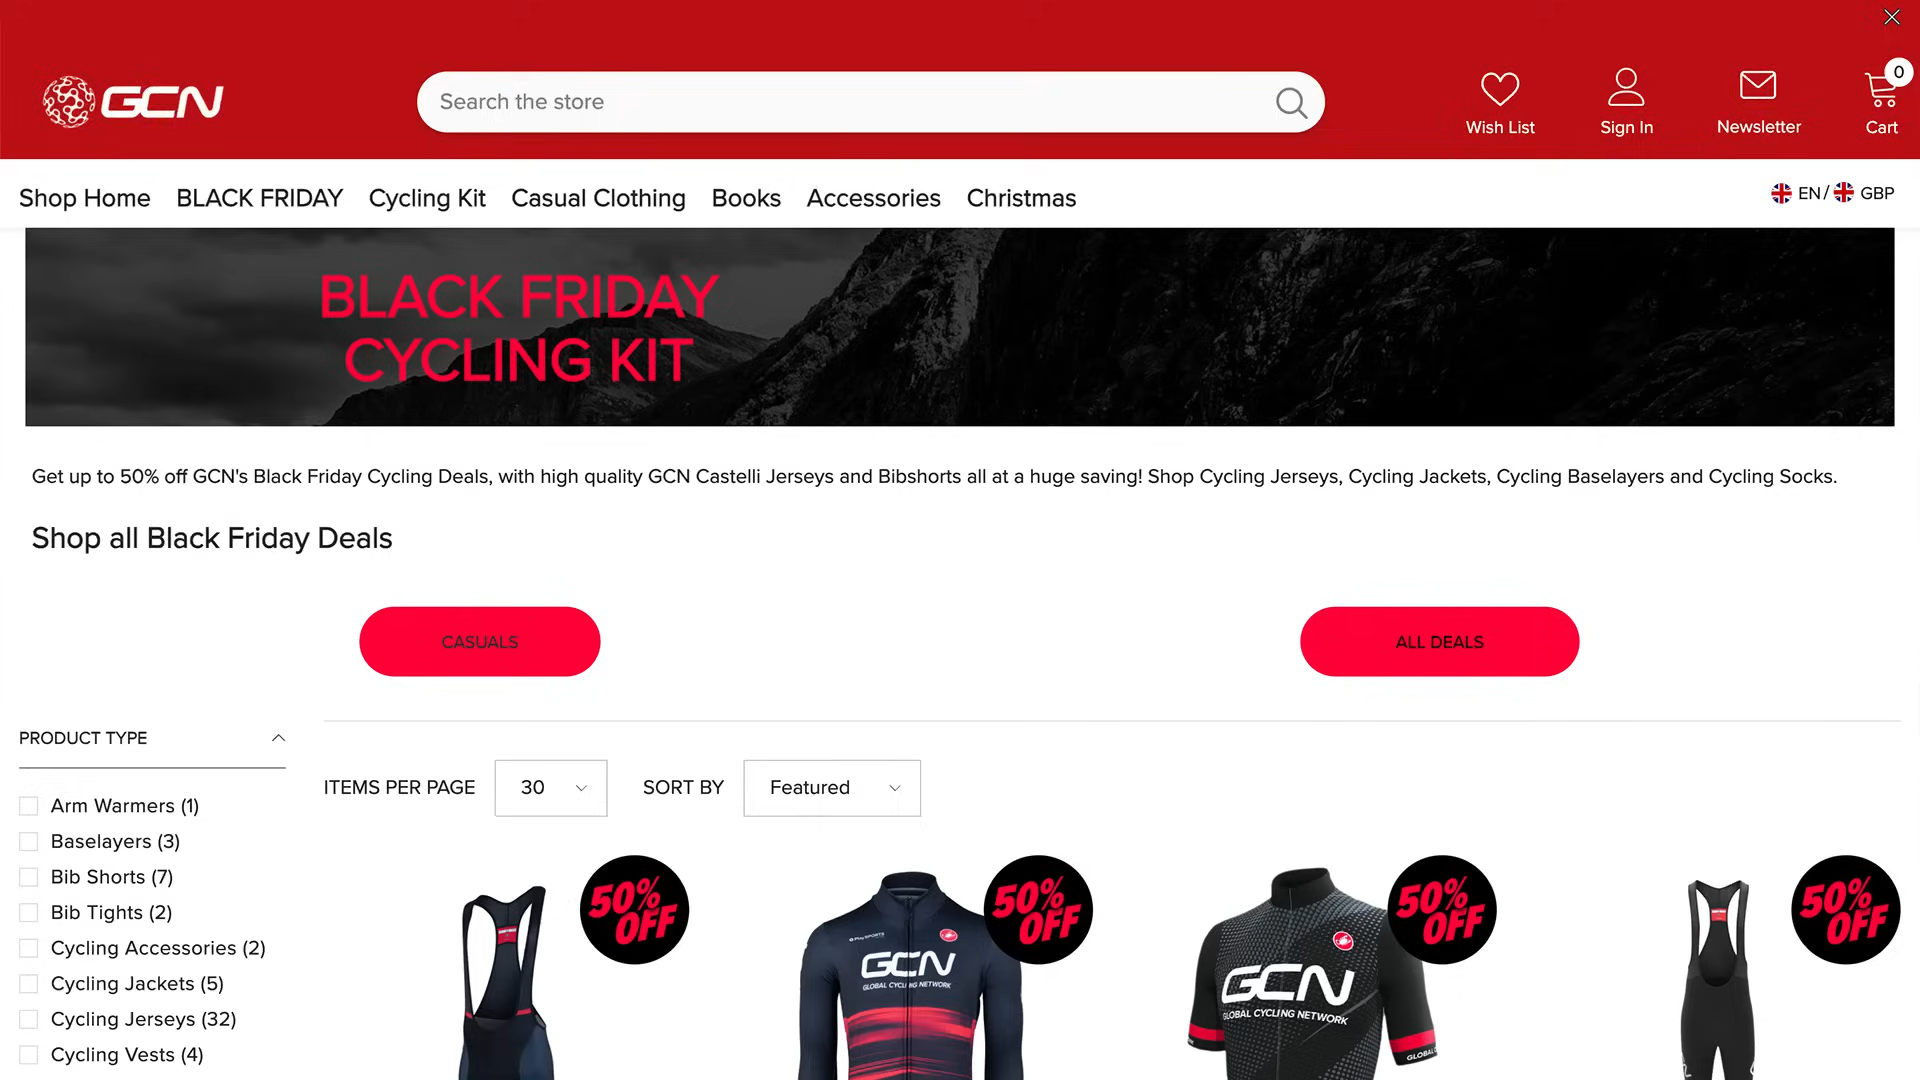 GCN
Search the store
Wish List
Sign In
Newsletter
0
Cart
Shop Home
BLACK FRIDAY
Cycling Kit
Casual Clothing
Books
Accessories
Christmas
EN / GBP
BLACK FRIDAY
CYCLING KIT
Get up to 50% off GCN's Black Friday Cycling Deals, with high quality GCN Castelli Jerseys and Bibshorts all at a huge saving! Shop Cycling Jerseys, Cycling Jackets, Cycling Baselayers and Cycling Socks.
Shop all Black Friday Deals
CASUALS
ALL DEALS
PRODUCT TYPE
Arm Warmers (1)
Baselayers (3)
Bib Shorts (7)
Bib Tights (2)
Cycling Accessories (2)
Cycling Jackets (5)
Cycling Jerseys (32)
Cycling Vests (4)
ITEMS PER PAGE
30
SORT BY
Featured
50%
OFF
50%
OFF
GCN
GLOBAL CYCLING NETWORK
50%
OFF
GCN
GLOBAL CYCLING NETWORK
50%
OFF